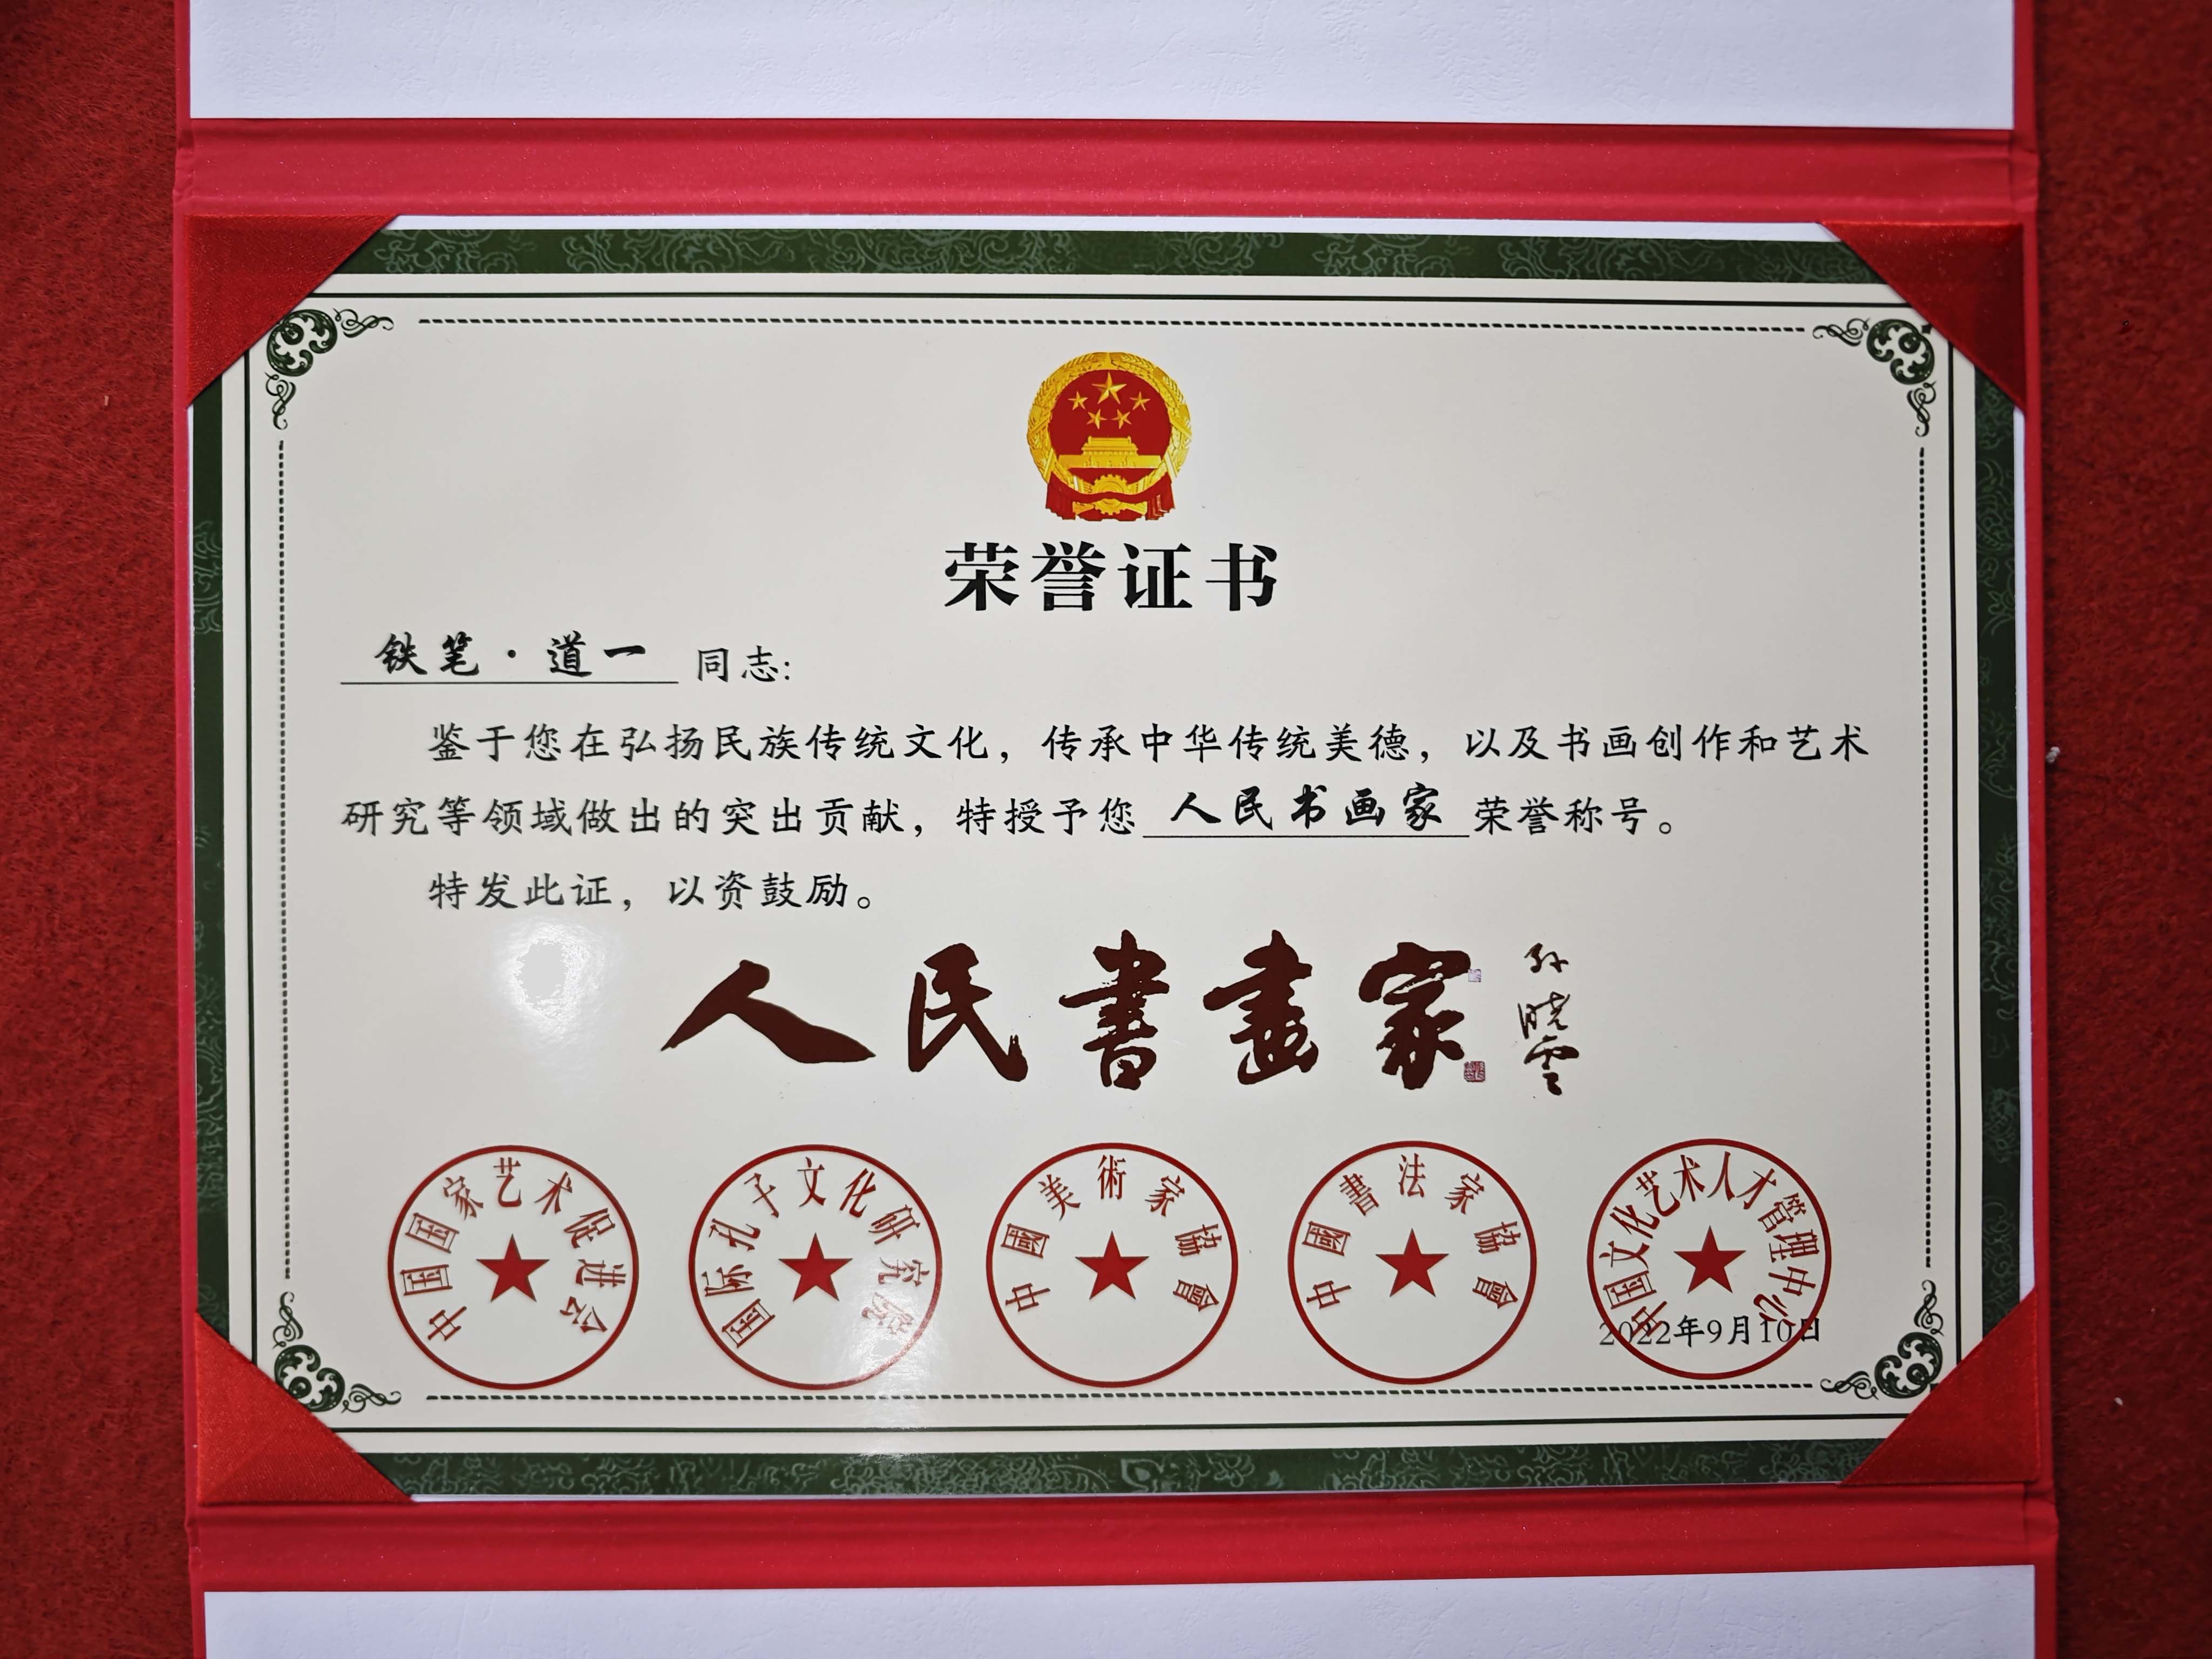 荣誉证书
铁笔·道一 同志:
鉴于您在弘扬民族传统文化，传承中华传统美德，以及书画创作和艺术
研究等领域做出的突出贡献，特授予您 人民书画家 荣誉称号。
特发此证，以资鼓励。
人民書畫家
孙晓雲
中国国家艺术促进会
国际孔子文化研究院
中國美術家協會
中國書法家協會
中国文化艺术人才管理中心
2022年9月10日